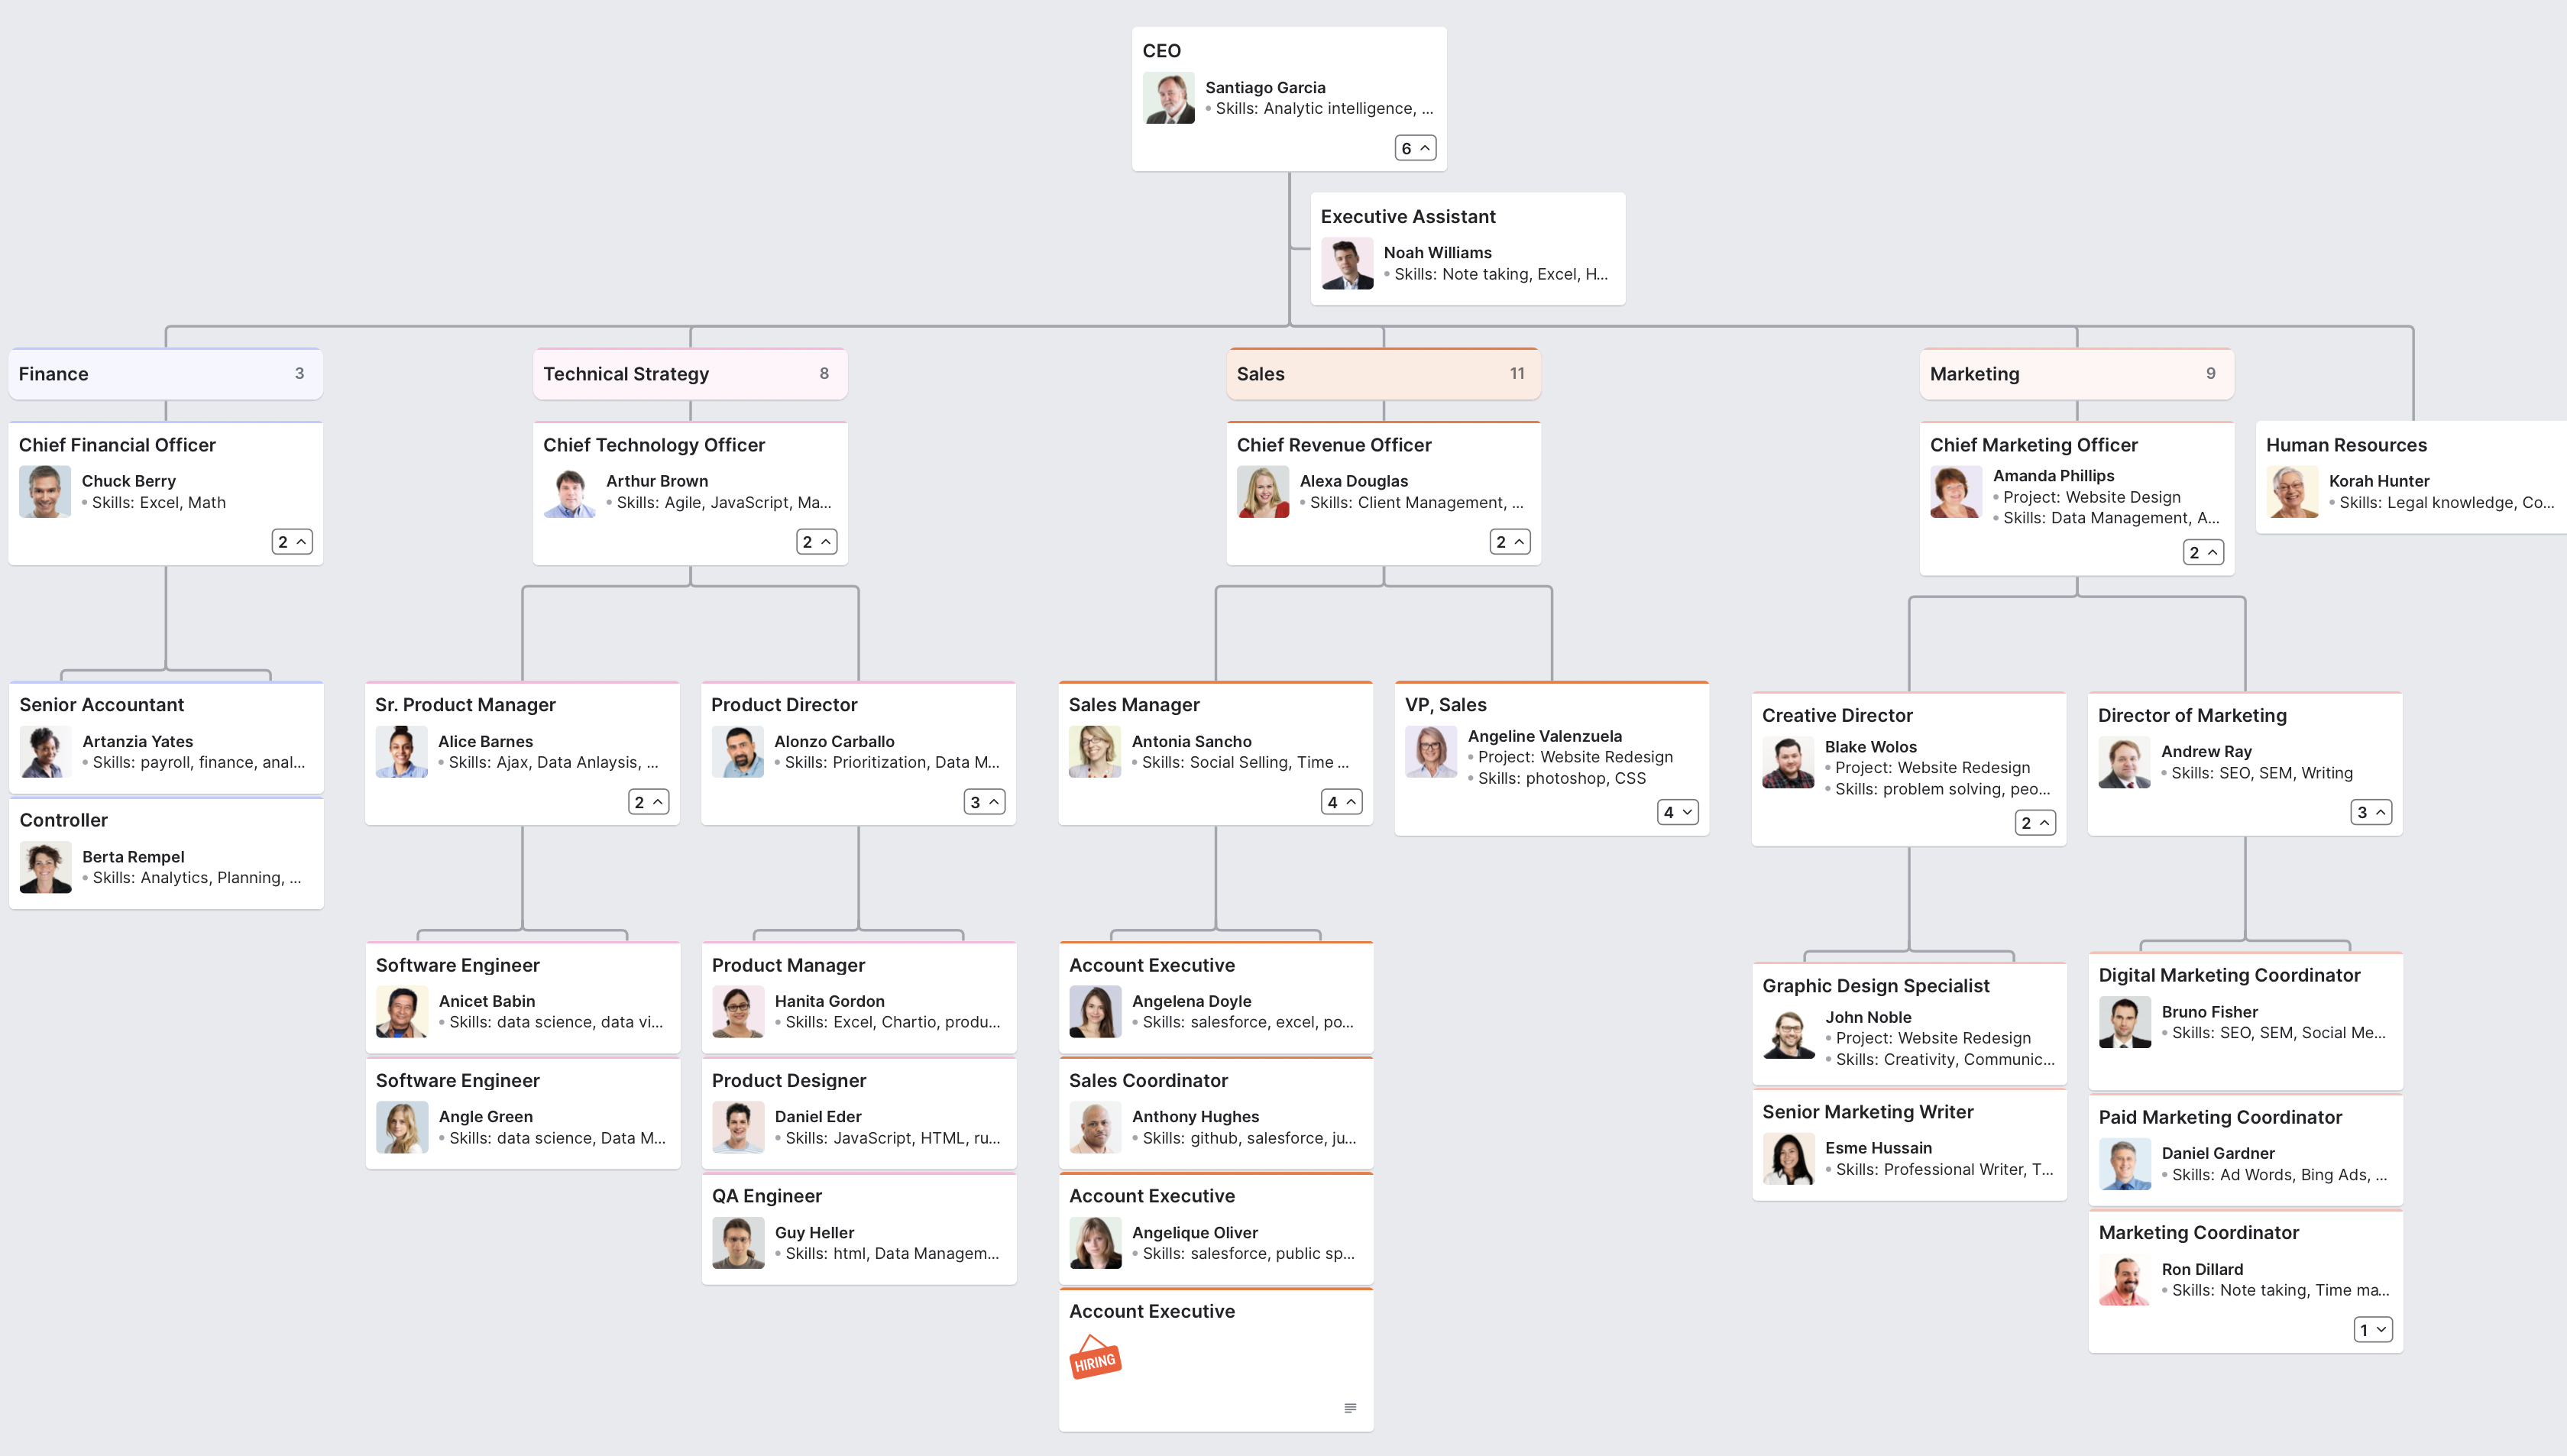 CEO
Santiago Garcia
• Skills: Analytic intelligence, ...
6
Executive Assistant
Noah Williams
• Skills: Note taking, Excel, H...
Finance 3
Technical Strategy 8
Sales 11
Marketing 9
Chief Financial Officer
Chuck Berry
• Skills: Excel, Math
2
Chief Technology Officer
Arthur Brown
• Skills: Agile, JavaScript, Ma...
2
Chief Revenue Officer
Alexa Douglas
• Skills: Client Management, ...
2
Chief Marketing Officer
Amanda Phillips
• Project: Website Design
• Skills: Data Management, A...
2
Human Resources
Korah Hunter
• Skills: Legal knowledge, Co...
Senior Accountant
Artanzia Yates
• Skills: payroll, finance, anal...
Controller
Berta Rempel
• Skills: Analytics, Planning, ...
Sr. Product Manager
Alice Barnes
• Skills: Ajax, Data Anlaysis, ...
2
Product Director
Alonzo Carballo
• Skills: Prioritization, Data M...
3
Sales Manager
Antonia Sancho
• Skills: Social Selling, Time ...
4
VP, Sales
Angeline Valenzuela
• Project: Website Redesign
• Skills: photoshop, CSS
4
Creative Director
Blake Wolos
• Project: Website Redesign
• Skills: problem solving, peo...
2
Director of Marketing
Andrew Ray
• Skills: SEO, SEM, Writing
3
Software Engineer
Anicet Babin
• Skills: data science, data vi...
Software Engineer
Angle Green
• Skills: data science, Data M...
Product Manager
Hanita Gordon
• Skills: Excel, Chartio, produ...
Product Designer
Daniel Eder
• Skills: JavaScript, HTML, ru...
QA Engineer
Guy Heller
• Skills: html, Data Managem...
Account Executive
Angelena Doyle
• Skills: salesforce, excel, po...
Sales Coordinator
Anthony Hughes
• Skills: github, salesforce, ju...
Account Executive
Angelique Oliver
• Skills: salesforce, public sp...
Account Executive
HIRING
Graphic Design Specialist
John Noble
• Project: Website Redesign
• Skills: Creativity, Communic...
Senior Marketing Writer
Esme Hussain
• Skills: Professional Writer, T...
Digital Marketing Coordinator
Bruno Fisher
• Skills: SEO, SEM, Social Me...
Paid Marketing Coordinator
Daniel Gardner
• Skills: Ad Words, Bing Ads, ...
Marketing Coordinator
Ron Dillard
• Skills: Note taking, Time ma...
1